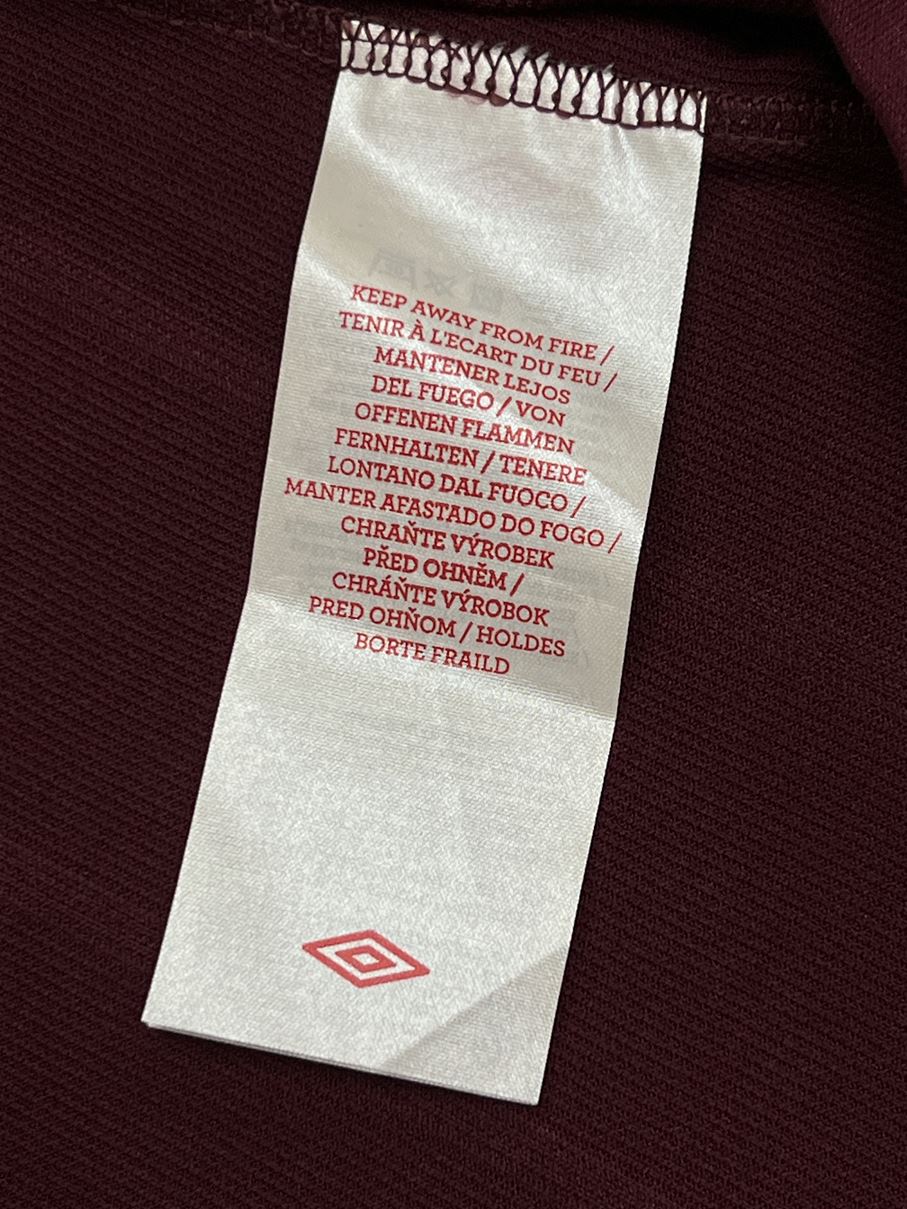 KEEP AWAY FROM FIRE /
TENIR À L'ECART DU FEU /
MANTENER LEJOS
DEL FUEGO / VON
OFFENEN FLAMMEN
FERNHALTEN / TENERE
LONTANO DAL FUOCO /
MANTER AFASTADO DO FOGO /
CHRAŇTE VÝROBEK
PŘED OHNĚM /
CHRÁŇTE VÝROBOK
PRED OHŇOM / HOLDES
BORTE FRAILD